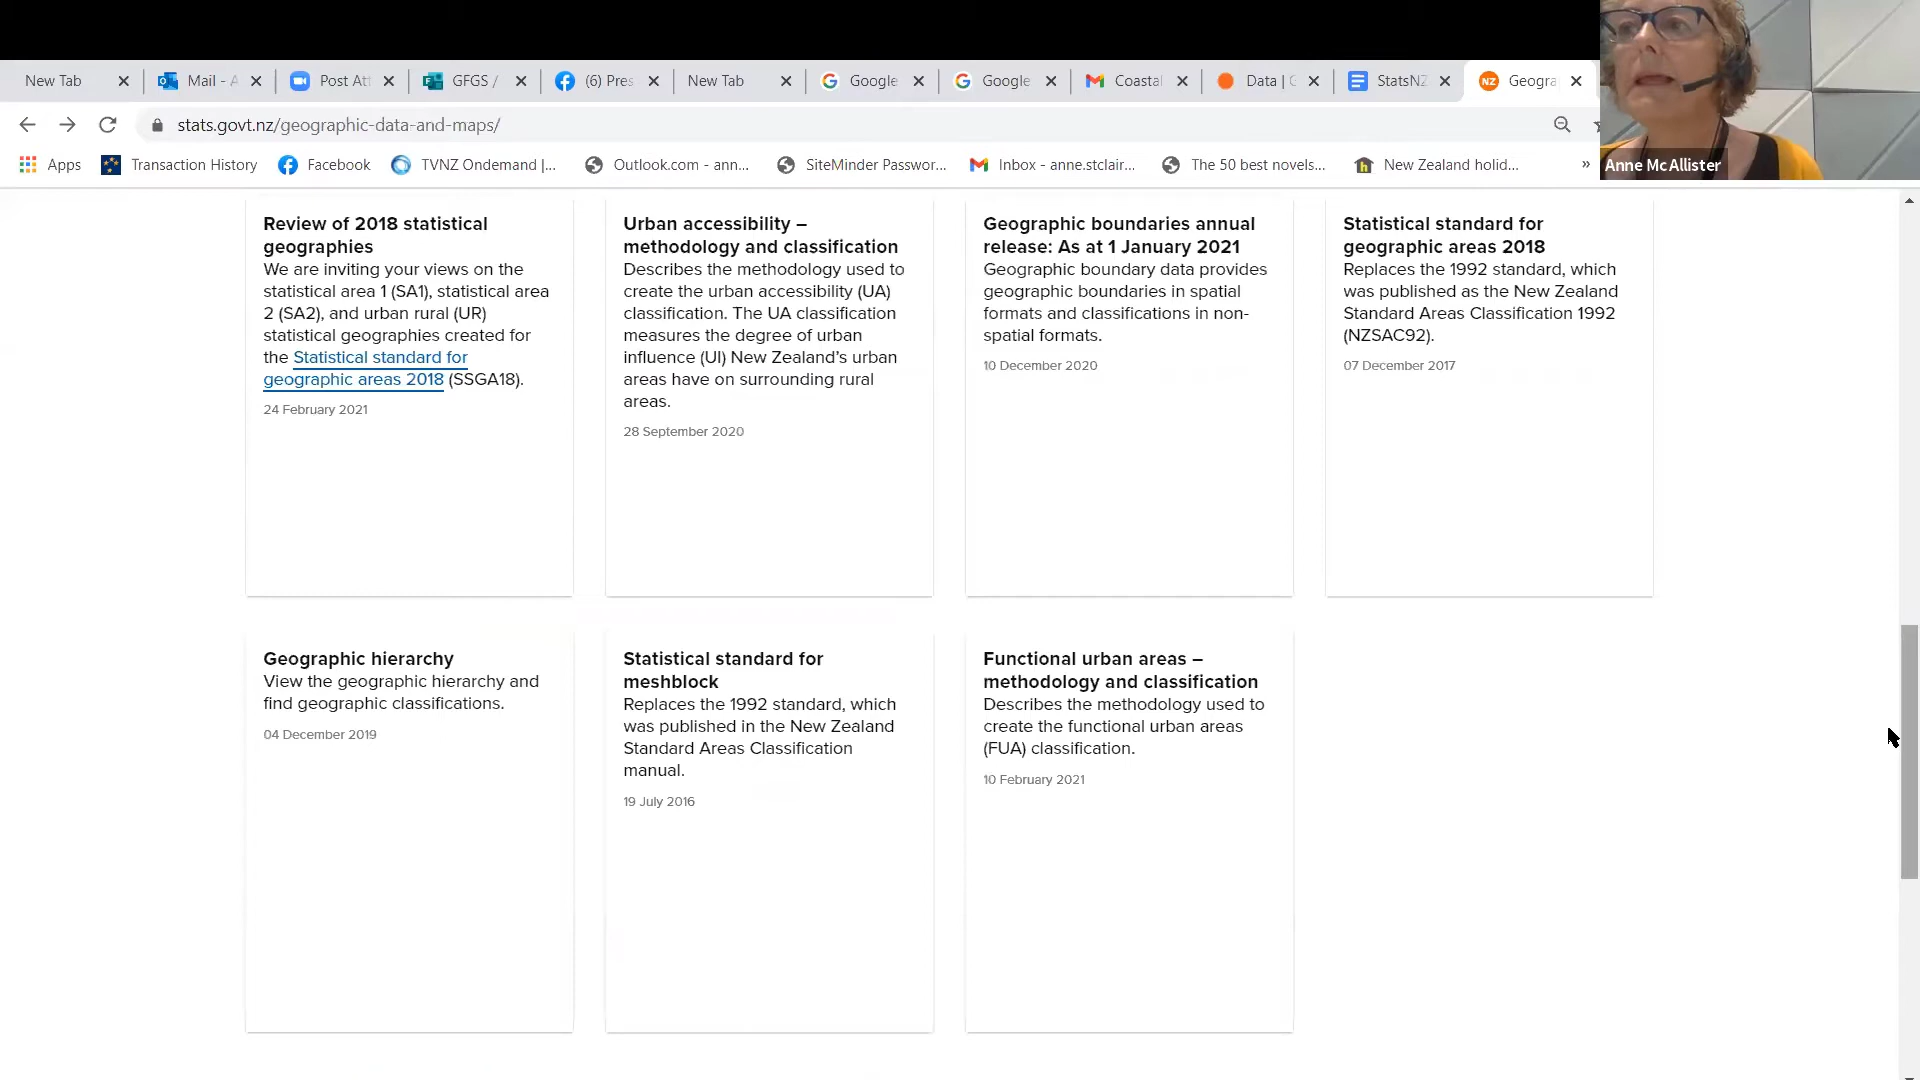 New Tab
Mail - A
Post Att
GFGS /
(6) Pres
New Tab
Google
Google
Coastal
Data | G
StatsNZ
NZ
Geogra
stats.govt.nz/geographic-data-and-maps/
Apps
Transaction History
Facebook
TVNZ Ondemand |...
Outlook.com - ann...
SiteMinder Passwor...
Inbox - anne.stclair...
The 50 best novels...
New Zealand holid...
»
Anne McAllister
Review of 2018 statistical
geographies
We are inviting your views on the
statistical area 1 (SA1), statistical area
2 (SA2), and urban rural (UR)
statistical geographies created for
the Statistical standard for
geographic areas 2018 (SSGA18).
24 February 2021
Urban accessibility –
methodology and classification
Describes the methodology used to
create the urban accessibility (UA)
classification. The UA classification
measures the degree of urban
influence (UI) New Zealand's urban
areas have on surrounding rural
areas.
28 September 2020
Geographic boundaries annual
release: As at 1 January 2021
Geographic boundary data provides
geographic boundaries in spatial
formats and classifications in non-
spatial formats.
10 December 2020
Statistical standard for
geographic areas 2018
Replaces the 1992 standard, which
was published as the New Zealand
Standard Areas Classification 1992
(NZSAC92).
07 December 2017
Geographic hierarchy
View the geographic hierarchy and
find geographic classifications.
04 December 2019
Statistical standard for
meshblock
Replaces the 1992 standard, which
was published in the New Zealand
Standard Areas Classification
manual.
19 July 2016
Functional urban areas –
methodology and classification
Describes the methodology used to
create the functional urban areas
(FUA) classification.
10 February 2021